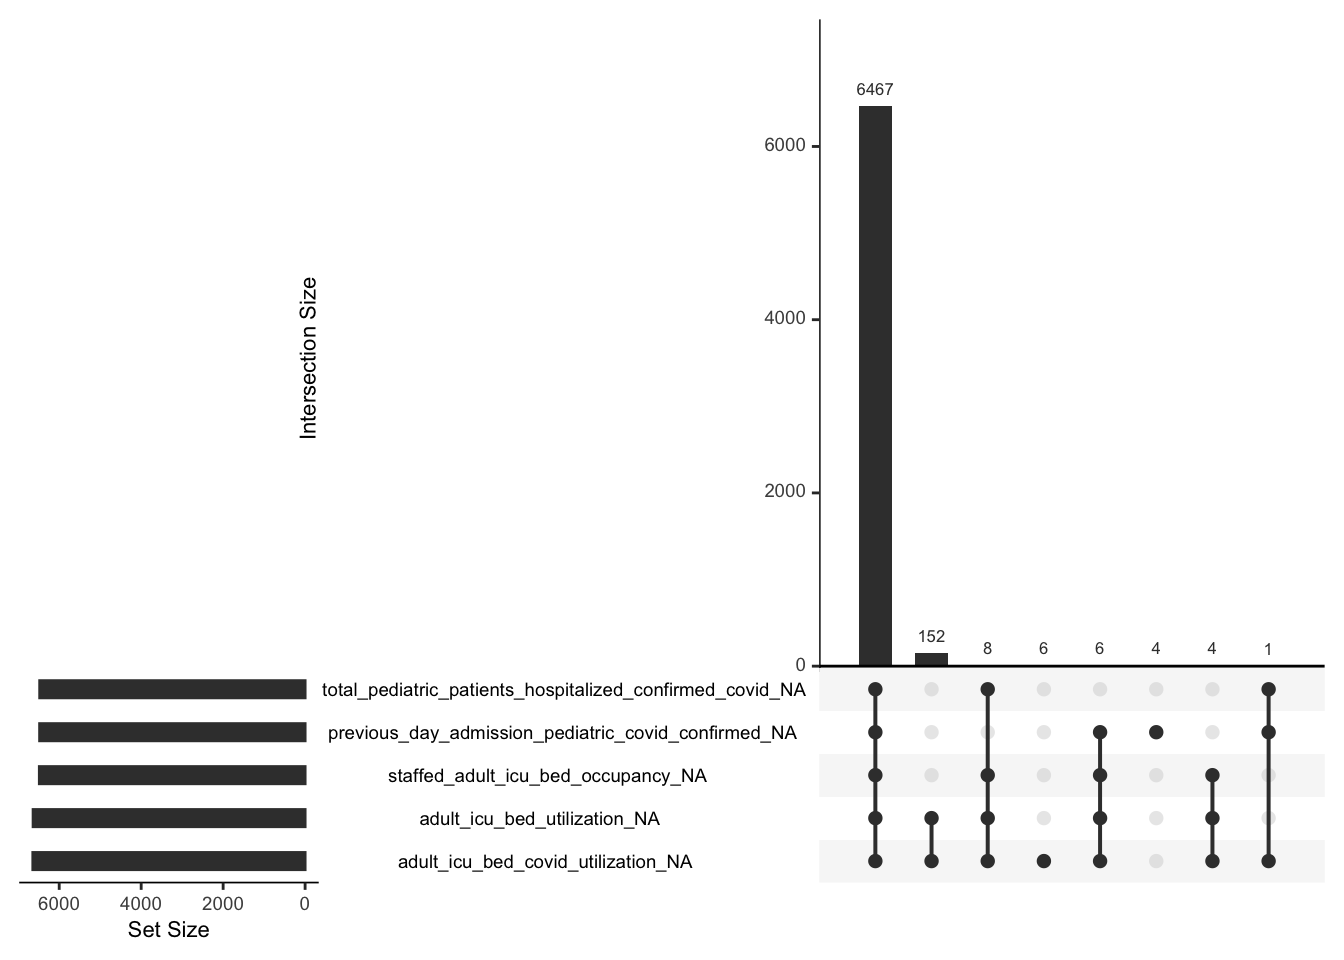 6467
6000
4000
2000
0
Intersection Size
152
8
6
6
4
4
1
total_pediatric_patients_hospitalized_confirmed_covid_NA
previous_day_admission_pediatric_covid_confirmed_NA
staffed_adult_icu_bed_occupancy_NA
adult_icu_bed_utilization_NA
adult_icu_bed_covid_utilization_NA
6000 4000 2000 0
Set Size